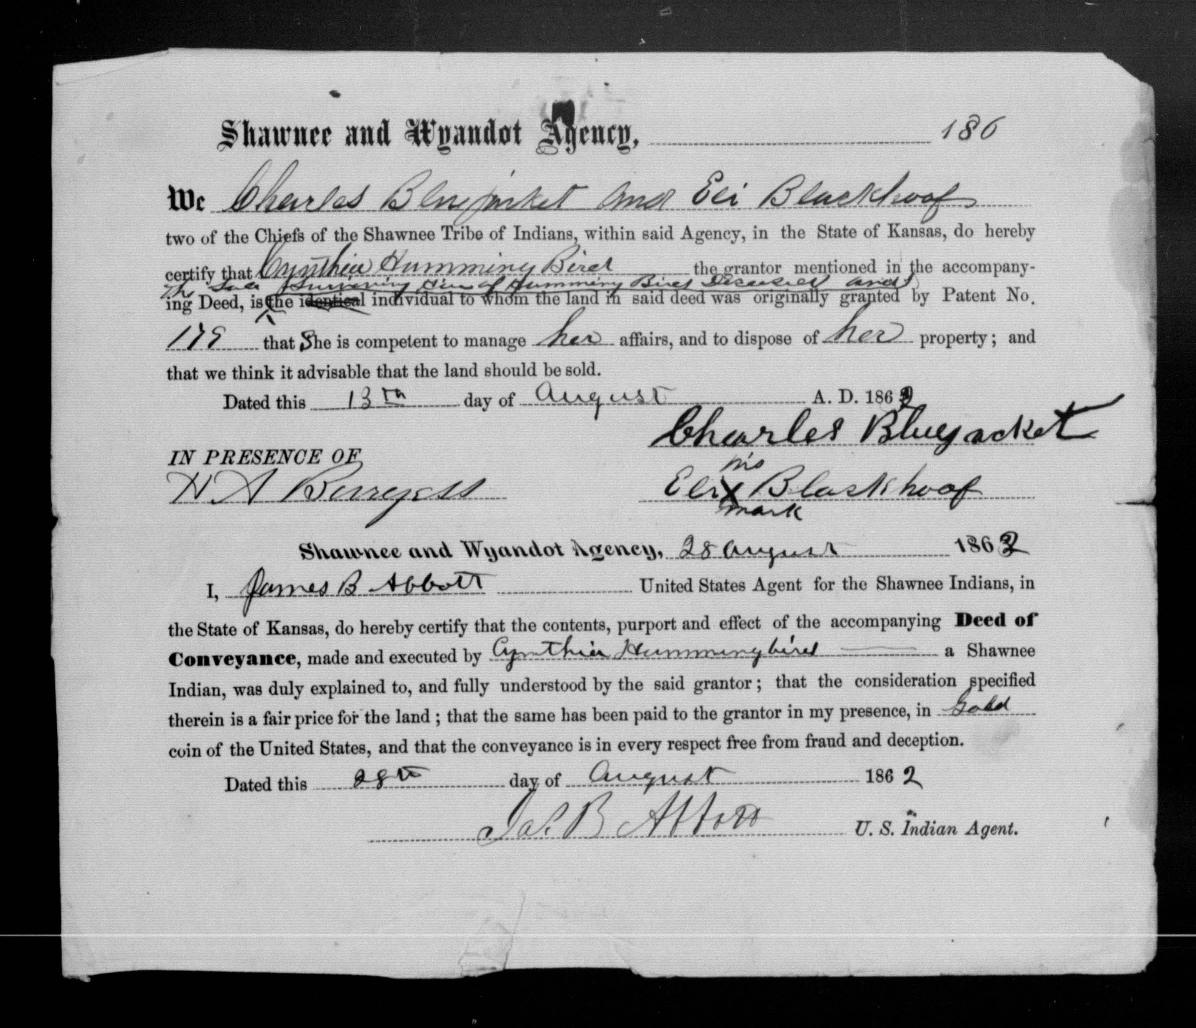 Shawnee and Wyandot Agency, 186
We Charles Bluejacket and Eli Blackhoof
two of the Chiefs of the Shawnee Tribe of Indians, within said Agency, in the State of Kansas, do hereby
certify that Cynthia Humming Bird the grantor mentioned in the accompany-
The Sole Surviving Heir of Humming Bird Deceased and
ing Deed, is the identical individual to whom the land in said deed was originally granted by Patent No.
179 that She is competent to manage her affairs, and to dispose of her property; and
that we think it advisable that the land should be sold.
Dated this 13th day of August A. D. 1862
Charles Bluejacket
IN PRESENCE OF
his
H A Burgess Eli X Blackhoof
mark
Shawnee and Wyandot Agency, 28 August 1862
I, James B Abbott United States Agent for the Shawnee Indians, in
the State of Kansas, do hereby certify that the contents, purport and effect of the accompanying Deed of
Conveyance, made and executed by Cynthia Hummingbird a Shawnee
Indian, was duly explained to, and fully understood by the said grantor; that the consideration specified
therein is a fair price for the land; that the same has been paid to the grantor in my presence, in Gold
coin of the United States, and that the conveyance is in every respect free from fraud and deception.
Dated this 28th day of August 1862
Jas. B Abbott U. S. Indian Agent.